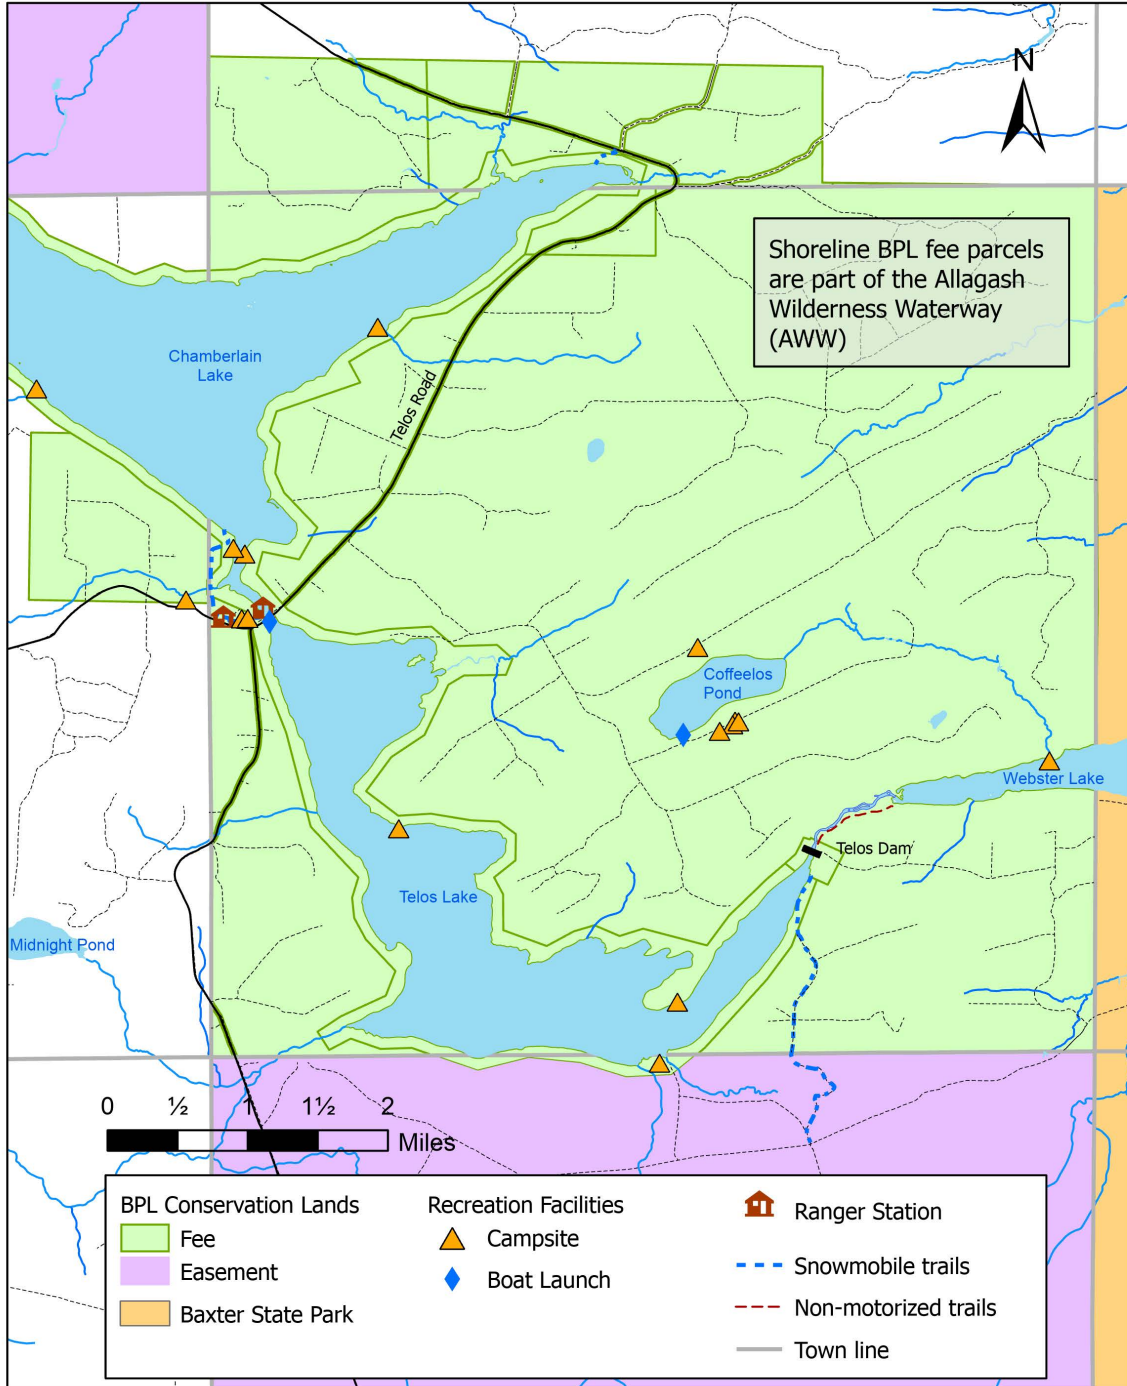 N
Shoreline BPL fee parcels
are part of the Allagash
Wilderness Waterway
(AWW)
Chamberlain
Lake
Telos Road
Coffeelos
Pond
Webster Lake
Telos Dam
Telos Lake
Midnight Pond
0 ½ 1 1½ 2
Miles
BPL Conservation Lands
Fee
Easement
Baxter State Park
Recreation Facilities
Campsite
Boat Launch
Ranger Station
Snowmobile trails
Non-motorized trails
Town line